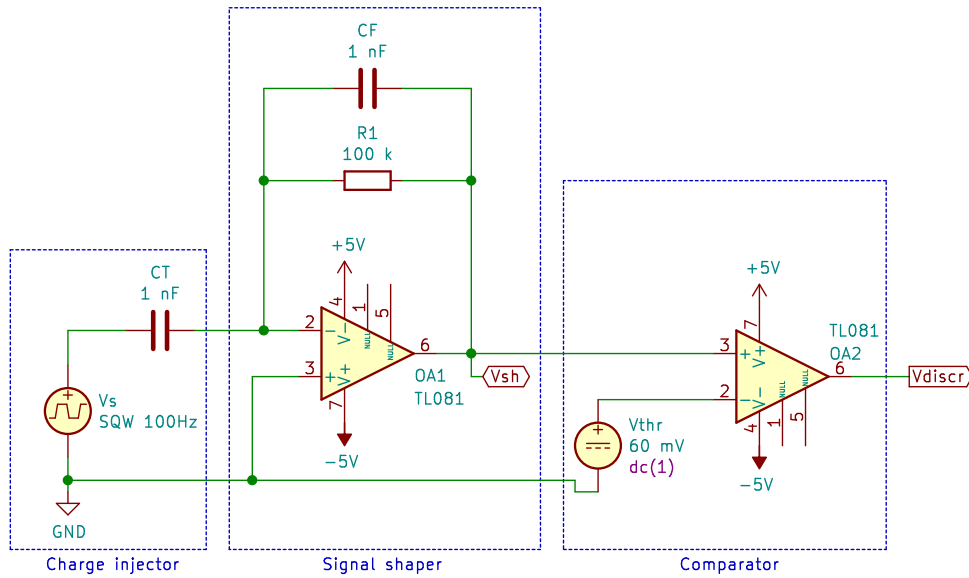 CF
1 nF
R1
100 k
+5V
CT
1 nF
4
1
5
NULL
NULL
2
−
V−
6
3
+
V+
OA1
TL081
7
−5V
Vsh
Vs
SQW 100Hz
+
GND
+5V
7
TL081
OA2
3
+
V+
6
Vdiscr
2
−
V−
NULL
NULL
4
1
5
−5V
+
Vthr
60 mV
dc(1)
Charge injector
Signal shaper
Comparator